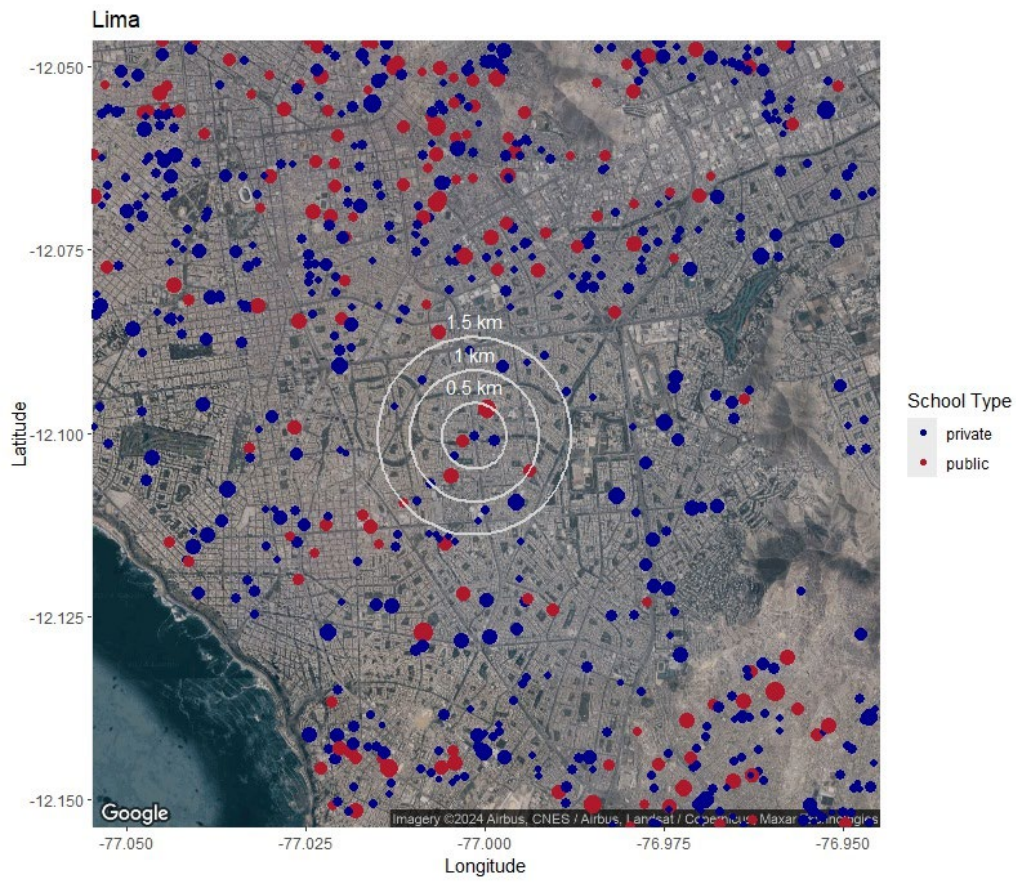 Lima
-12.050
-12.075
-12.100
-12.125
-12.150
Latitude
1.5 km
1 km
0.5 km
School Type
private
public
Google
Imagery ©2024 Airbus, CNES / Airbus, Landsat / Copernicus, Maxar Technologies
-77.050
-77.025
-77.000
-76.975
-76.950
Longitude